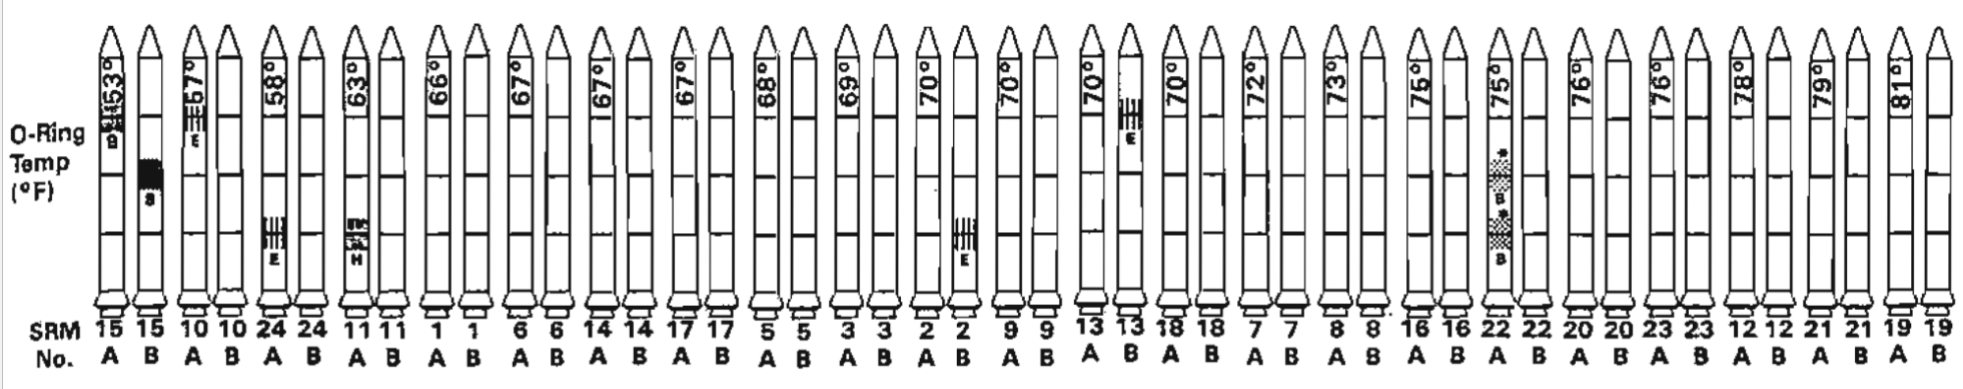 53° 57° 58° 63° 66° 67° 67° 67° 68° 69° 70° 70° 70° 70° 72° 73° 75° 75° 76° 76° 78° 79° 81°
O-Ring
Temp
(°F)
E E
* B
B
* E H E B
SRM 15 15 10 10 24 24 11 11 1 1 6 6 14 14 17 17 5 5 3 3 2 2 9 9 13 13 18 18 7 7 8 8 16 16 22 22 20 20 23 23 12 12 21 21 19 19
No. A B A B A B A B A B A B A B A B A B A B A B A B A B A B A B A B A B A B A B A B A B A B A B